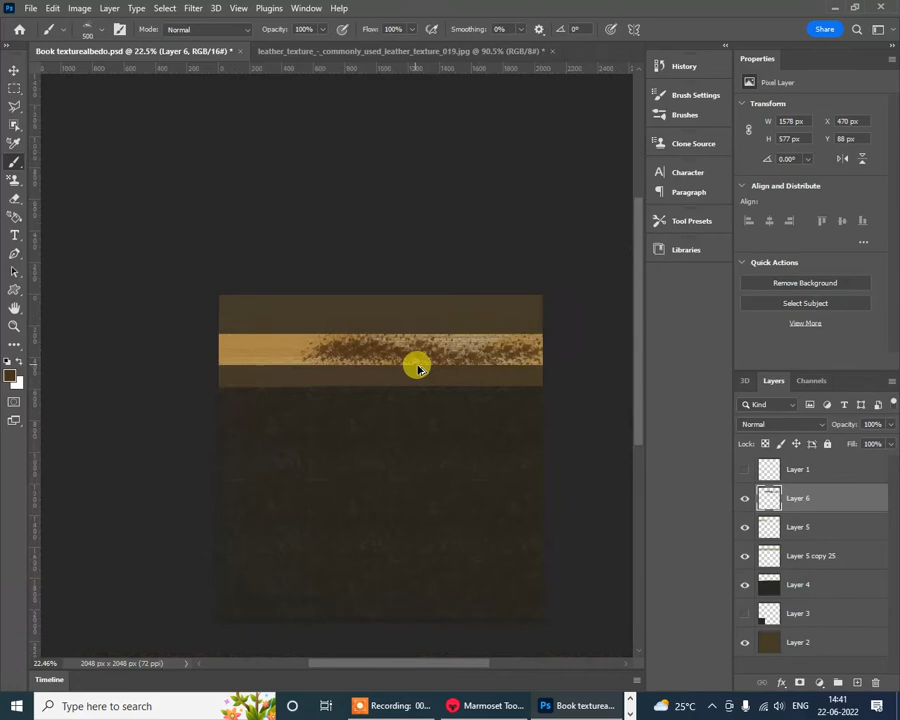 File Edit Image Layer Type Select Filter 3D View Plugins Window Help
500 Mode: Normal Opacity: 100% Flow: 100% Smoothing: 0% 0° Share
Book texturealbedo.psd @ 22.5% (Layer 6, RGB/16#) * × leather_texture_-_commonly_used_leather_texture_019.jpg @ 90.5% (RGB/8#) * ×
History
Brush Settings
Brushes
Clone Source
Character
Paragraph
Tool Presets
Libraries
Properties
Pixel Layer
Transform
W 1578 px X 470 px
H 577 px Y 88 px
0.00°
Align and Distribute
Align:
Quick Actions
Remove Background
Select Subject
View More
3D Layers Channels
Kind
Normal Opacity: 100%
Lock: Fill: 100%
Layer 1
Layer 6
Layer 5
Layer 5 copy 25
Layer 4
Layer 3
Layer 2
22.46% 2048 px x 2048 px (72 ppi)
Timeline
Type here to search
Recording: 00...
Marmoset Too...
Book texturea...
25°C
ENG
14:41
22-06-2022